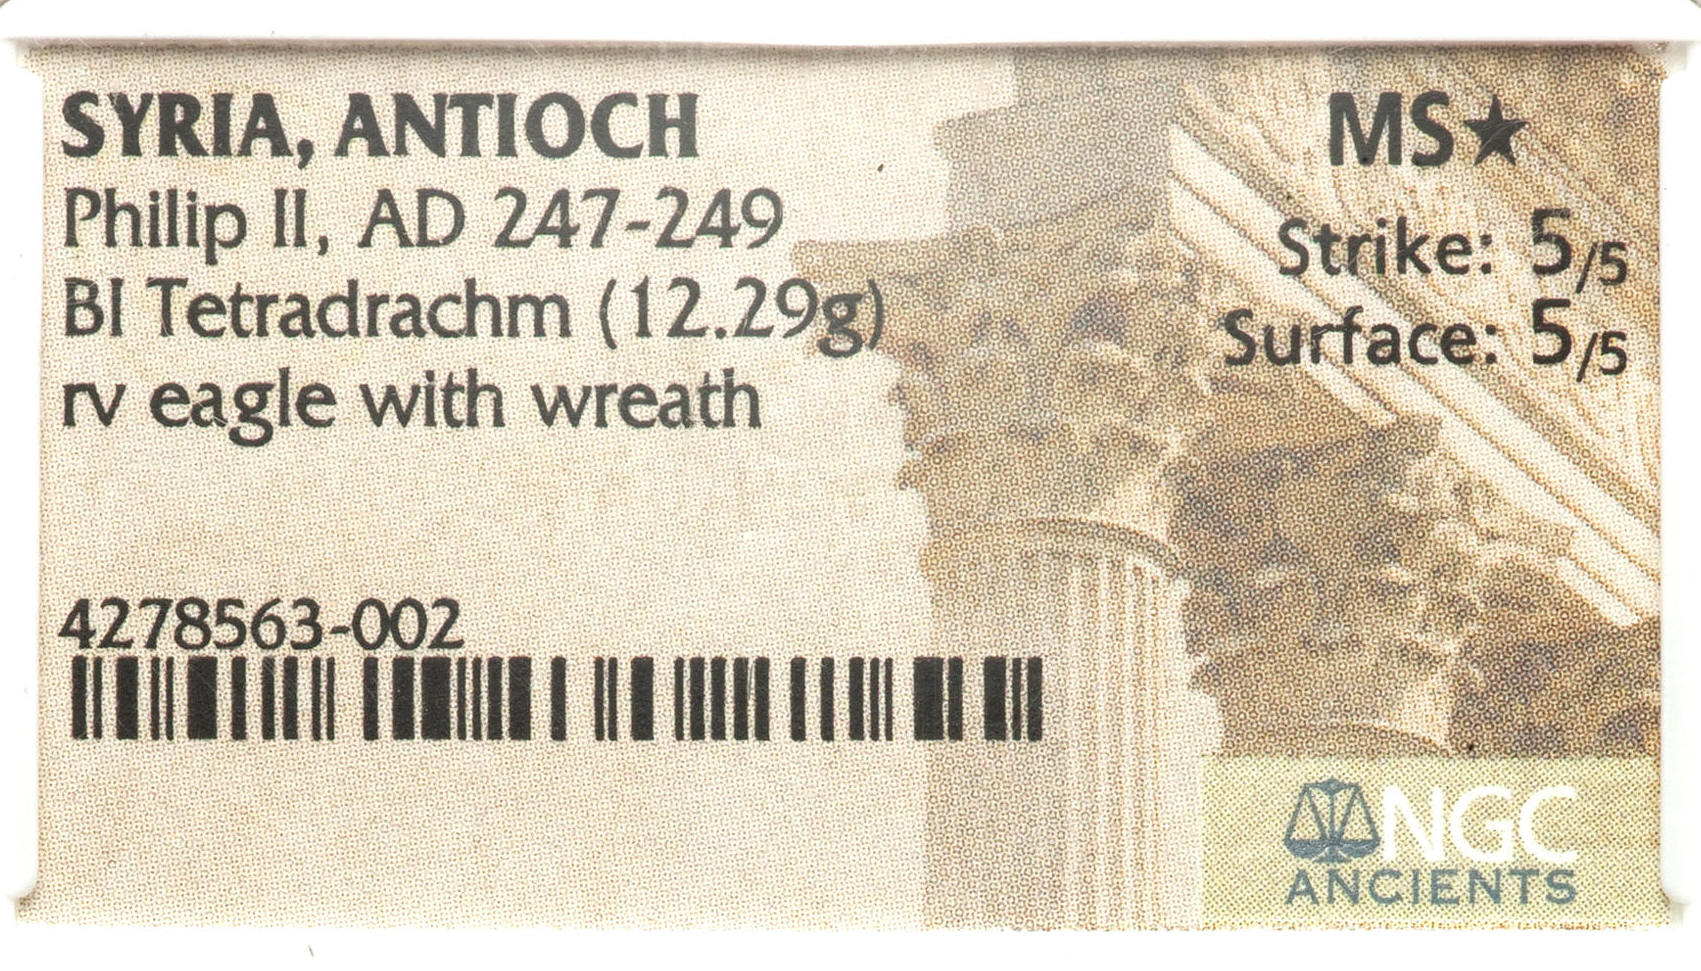 SYRIA, ANTIOCH
Philip II, AD 247-249
BI Tetradrachm (12.29g)
rv eagle with wreath
MS★
Strike: 5/5
Surface: 5/5
4278563-002
NGC
ANCIENTS